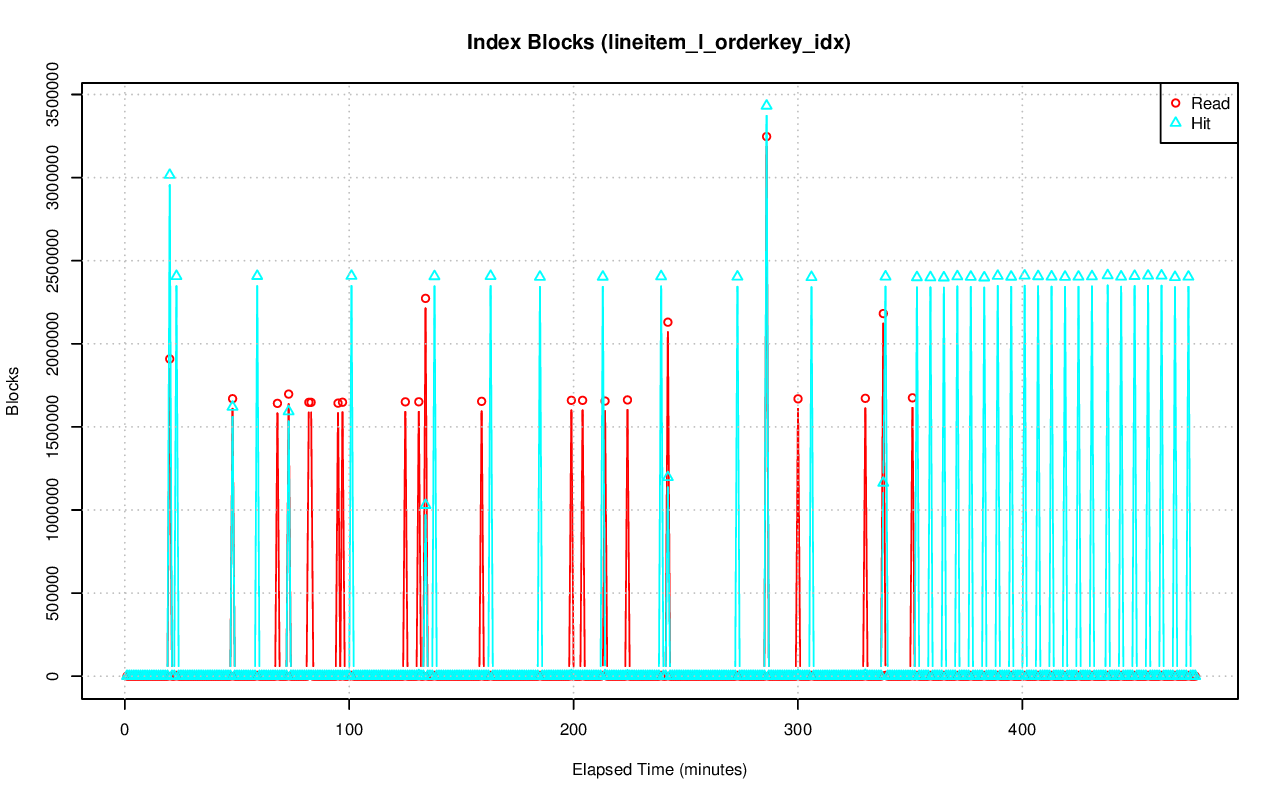 Index Blocks (lineitem_l_orderkey_idx)
Read
Hit
Blocks
3500000
3000000
2500000
2000000
1500000
1000000
500000
0
0 100 200 300 400
Elapsed Time (minutes)